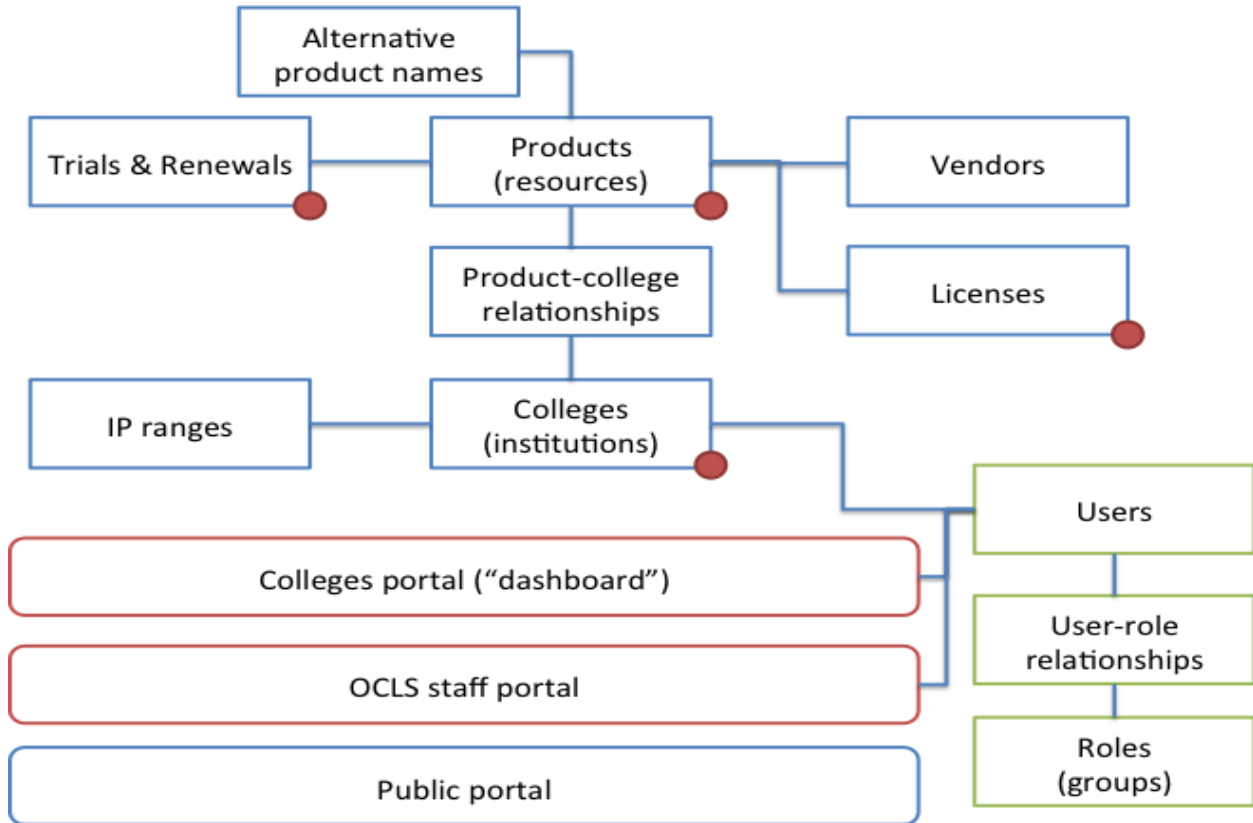 Alternative
product names
Trials & Renewals
Products
(resources)
Vendors
Product-college
relationships
Licenses
IP ranges
Colleges
(institutions)
Users
Colleges portal (“dashboard”)
User-role
relationships
OCLS staff portal
Roles
(groups)
Public portal